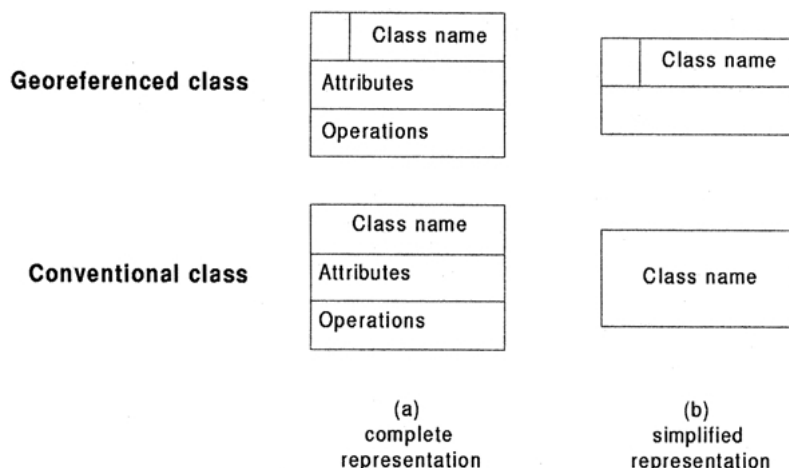 Class name
Class name
Georeferenced class
Attributes
Operations
Class name
Conventional class
Attributes
Class name
Operations
(a)
complete
representation
(b)
simplified
representation